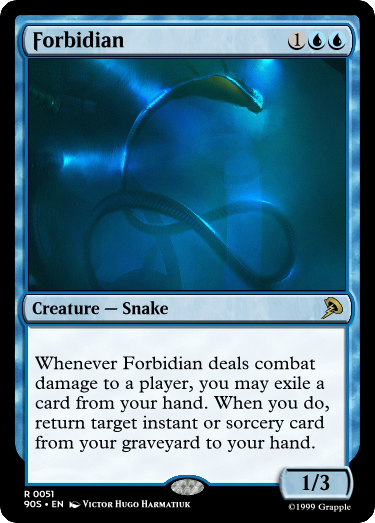 Forbidian 1
Creature — Snake
Whenever Forbidian deals combat
damage to a player, you may exile a
card from your hand. When you do,
return target instant or sorcery card
from your graveyard to your hand.
1/3
R 0051
90S • EN Victor Hugo Harmatiuk
©1999 Grapple